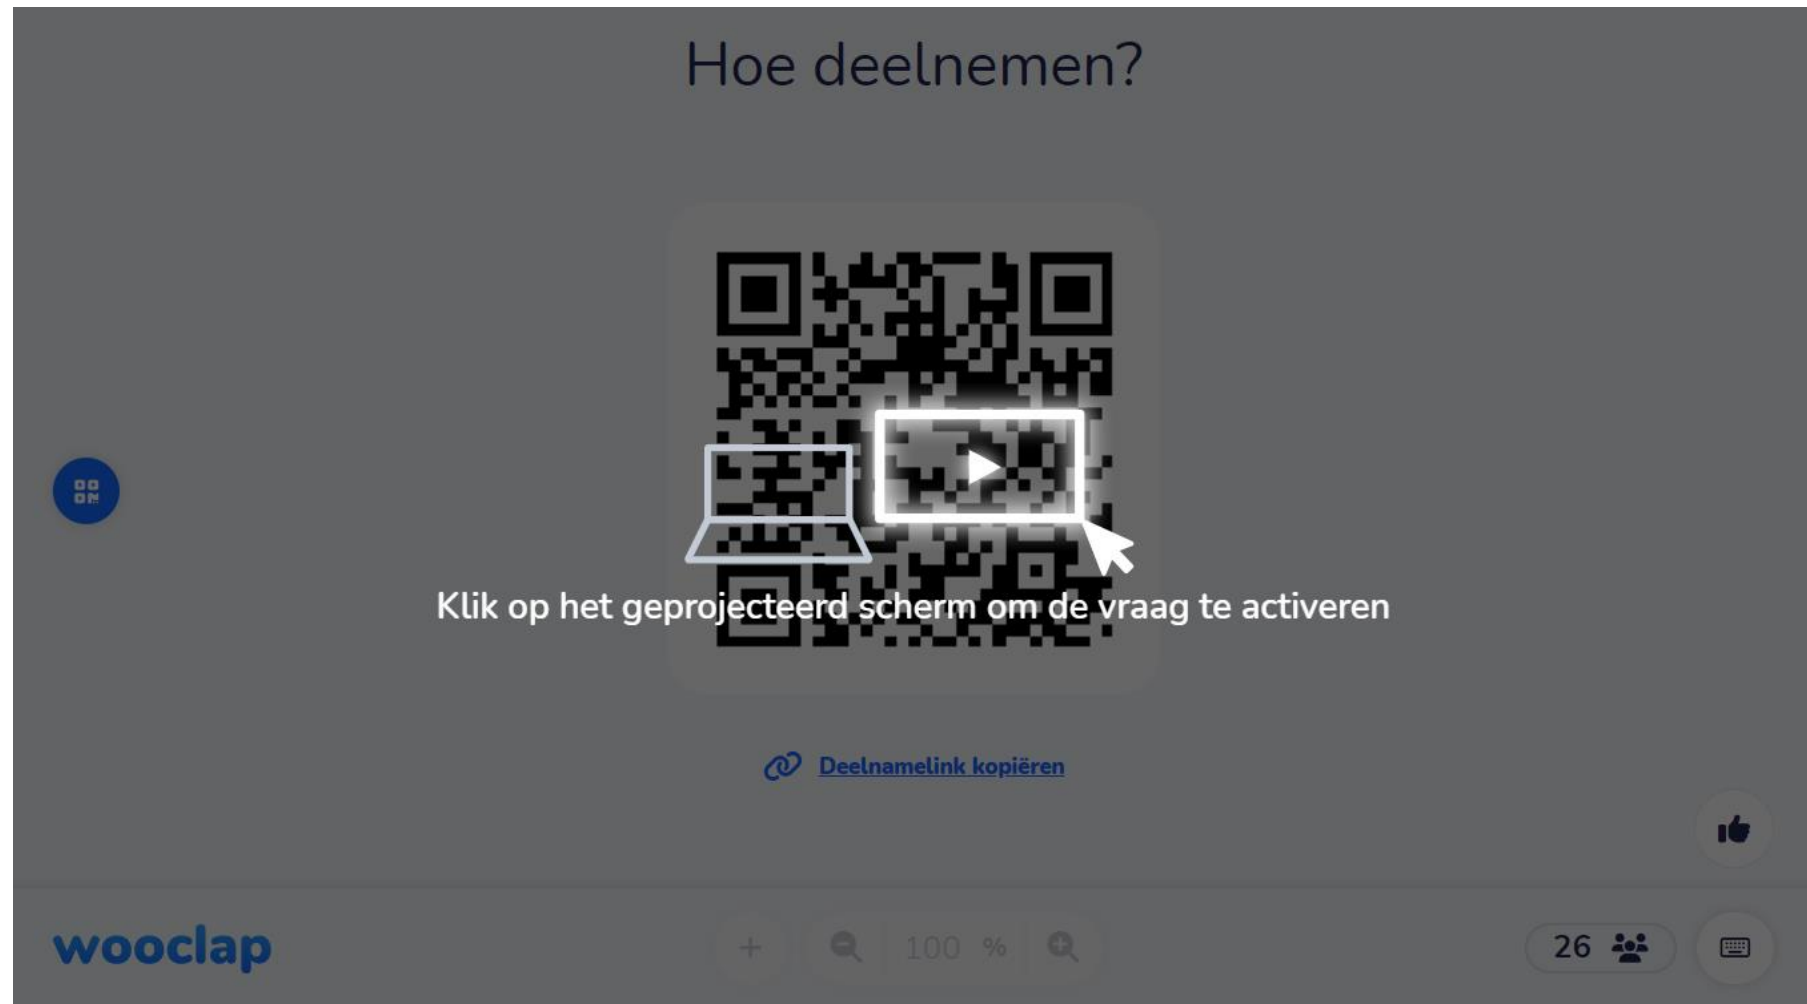 Hoe deelnemen?
Klik op het geprojecteerd scherm om de vraag te activeren
Deelnamelink kopiëren
wooclap
+ 100 %
26